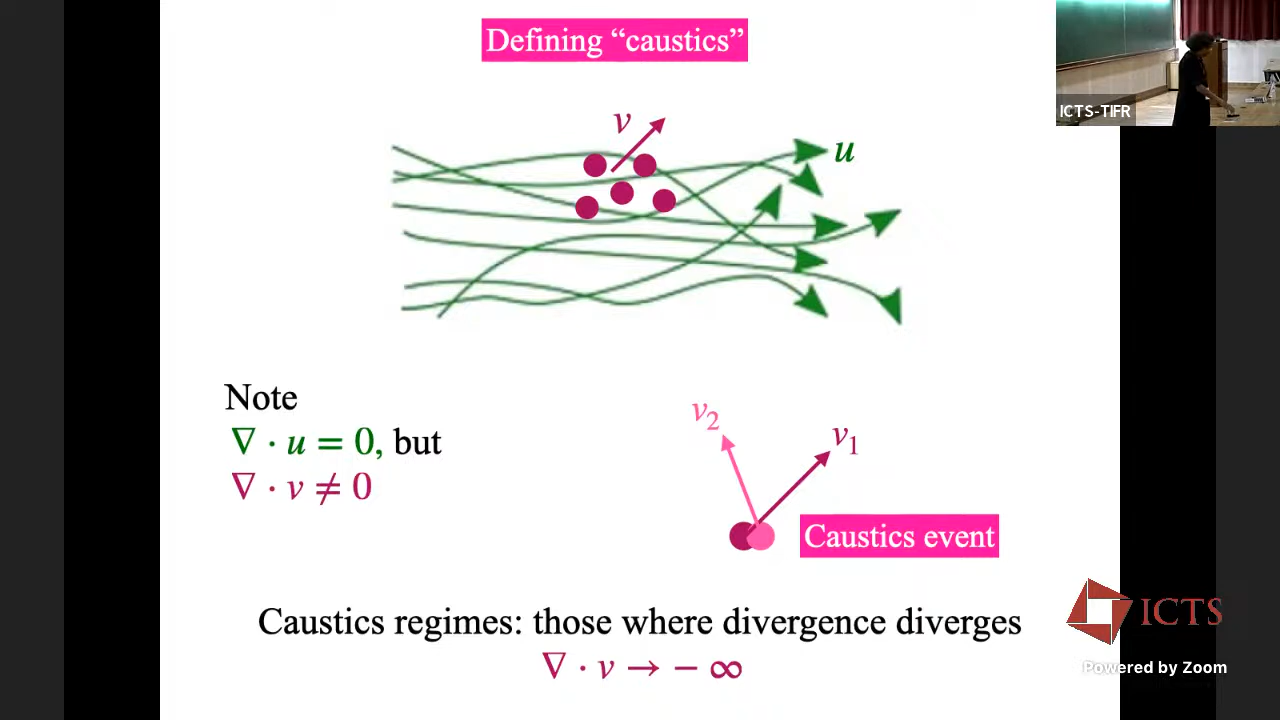 Defining “caustics”
ICTS-TIFR
v
u
Note
∇ · u = 0, but
∇ · v ≠ 0
v₂
v₁
Caustics event
Caustics regimes: those where divergence diverges
∇ · v → − ∞
ICTS
Powered by Zoom